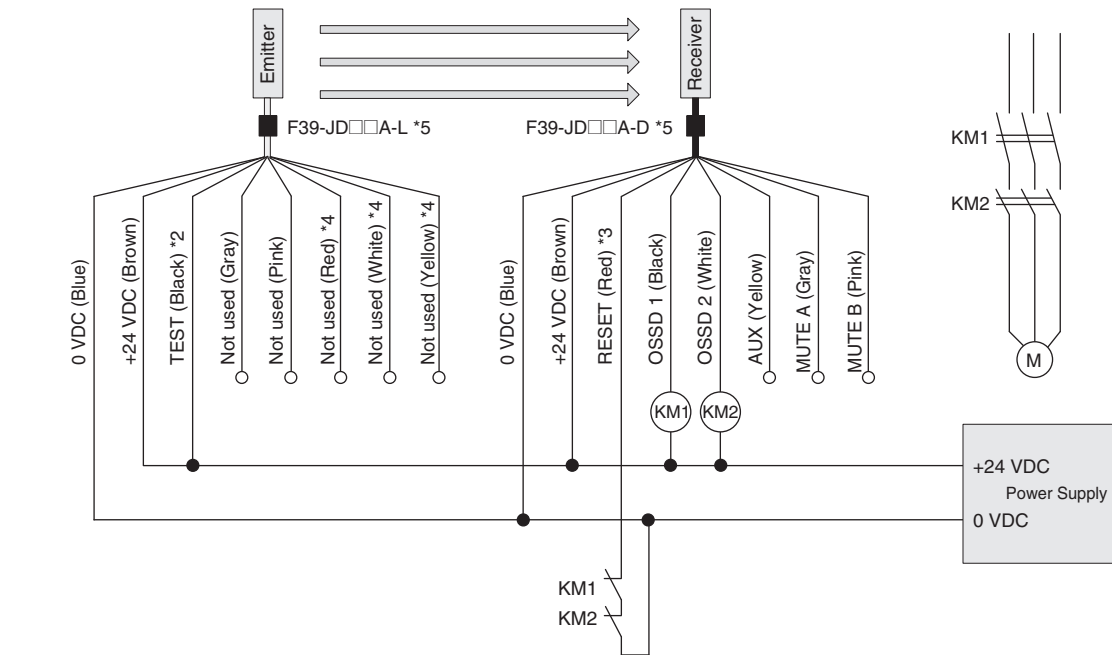 Emitter
Receiver
F39-JD□□A-L *5
F39-JD□□A-D *5
KM1
KM2
M
0 VDC (Blue)
+24 VDC (Brown)
TEST (Black) *2
Not used (Gray)
Not used (Pink)
Not used (Red) *4
Not used (White) *4
Not used (Yellow) *4
0 VDC (Blue)
+24 VDC (Brown)
RESET (Red) *3
OSSD 1 (Black)
OSSD 2 (White)
AUX (Yellow)
MUTE A (Gray)
MUTE B (Pink)
KM1
KM2
+24 VDC
Power Supply
0 VDC
KM1
KM2